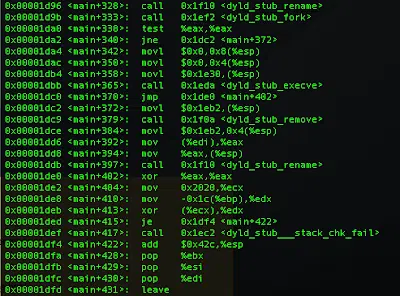 0x00001d96 <main+328>: call 0x1f10 <dyld_stub_rename>
0x00001d9b <main+333>: call 0x1ef2 <dyld_stub_fork>
0x00001da0 <main+338>: test %eax,%eax
0x00001da2 <main+340>: jne 0x1dc2 <main+372>
0x00001da4 <main+342>: movl $0x0,0x8(%esp)
0x00001dac <main+350>: movl $0x0,0x4(%esp)
0x00001db4 <main+358>: movl $0x1e30,(%esp)
0x00001dbb <main+365>: call 0x1eda <dyld_stub_execve>
0x00001dc0 <main+370>: jmp 0x1de0 <main+402>
0x00001dc2 <main+372>: movl $0x1eb2,(%esp)
0x00001dc9 <main+379>: call 0x1f0a <dyld_stub_remove>
0x00001dce <main+384>: movl $0x1eb2,0x4(%esp)
0x00001dd6 <main+392>: mov (%edi),%eax
0x00001dd8 <main+394>: mov %eax,(%esp)
0x00001ddb <main+397>: call 0x1f10 <dyld_stub_rename>
0x00001de0 <main+402>: xor %eax,%eax
0x00001de2 <main+404>: mov 0x2020,%ecx
0x00001de8 <main+410>: mov -0x1c(%ebp),%edx
0x00001deb <main+413>: xor (%ecx),%edx
0x00001ded <main+415>: je 0x1df4 <main+422>
0x00001def <main+417>: call 0x1ec2 <dyld_stub___stack_chk_fail>
0x00001df4 <main+422>: add $0x42c,%esp
0x00001dfa <main+428>: pop %ebx
0x00001dfb <main+429>: pop %esi
0x00001dfc <main+430>: pop %edi
0x00001dfd <main+431>: leave